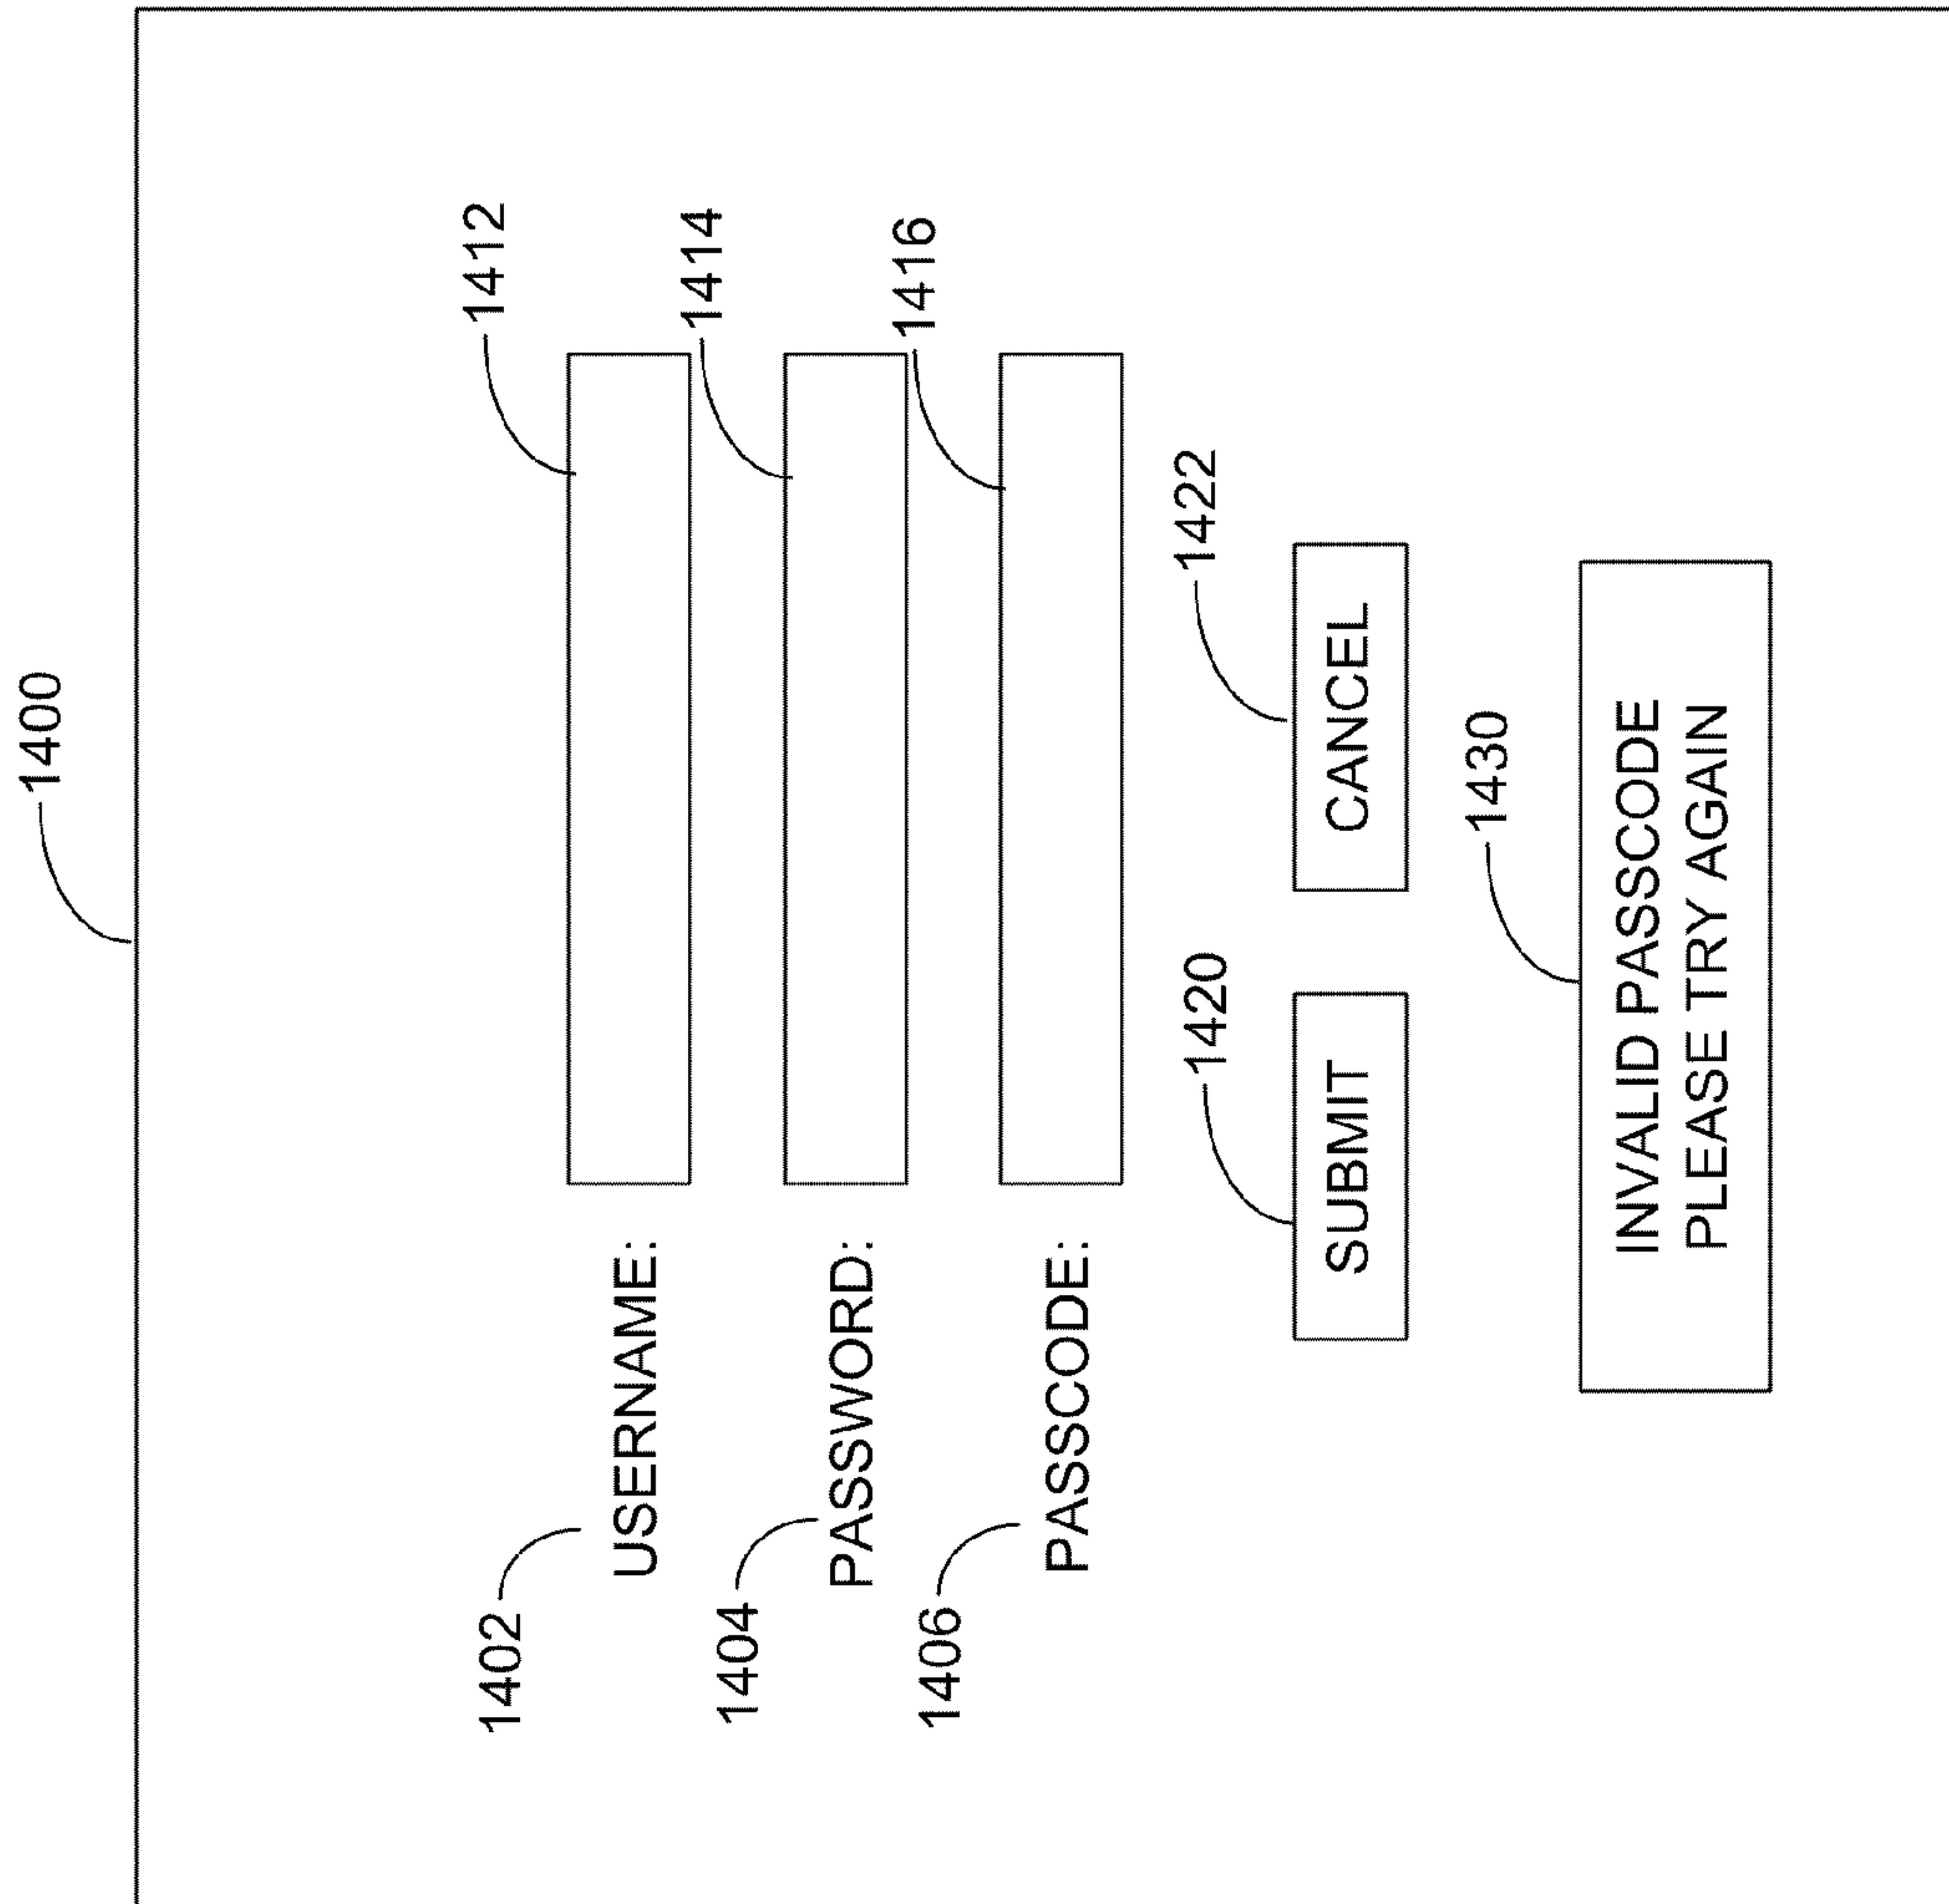 1400
1412
1402
USERNAME:
1414
1404
PASSWORD:
1416
1406
PASSCODE:
1420
1422
SUBMIT
CANCEL
1430
INVALID PASSCODE
PLEASE TRY AGAIN